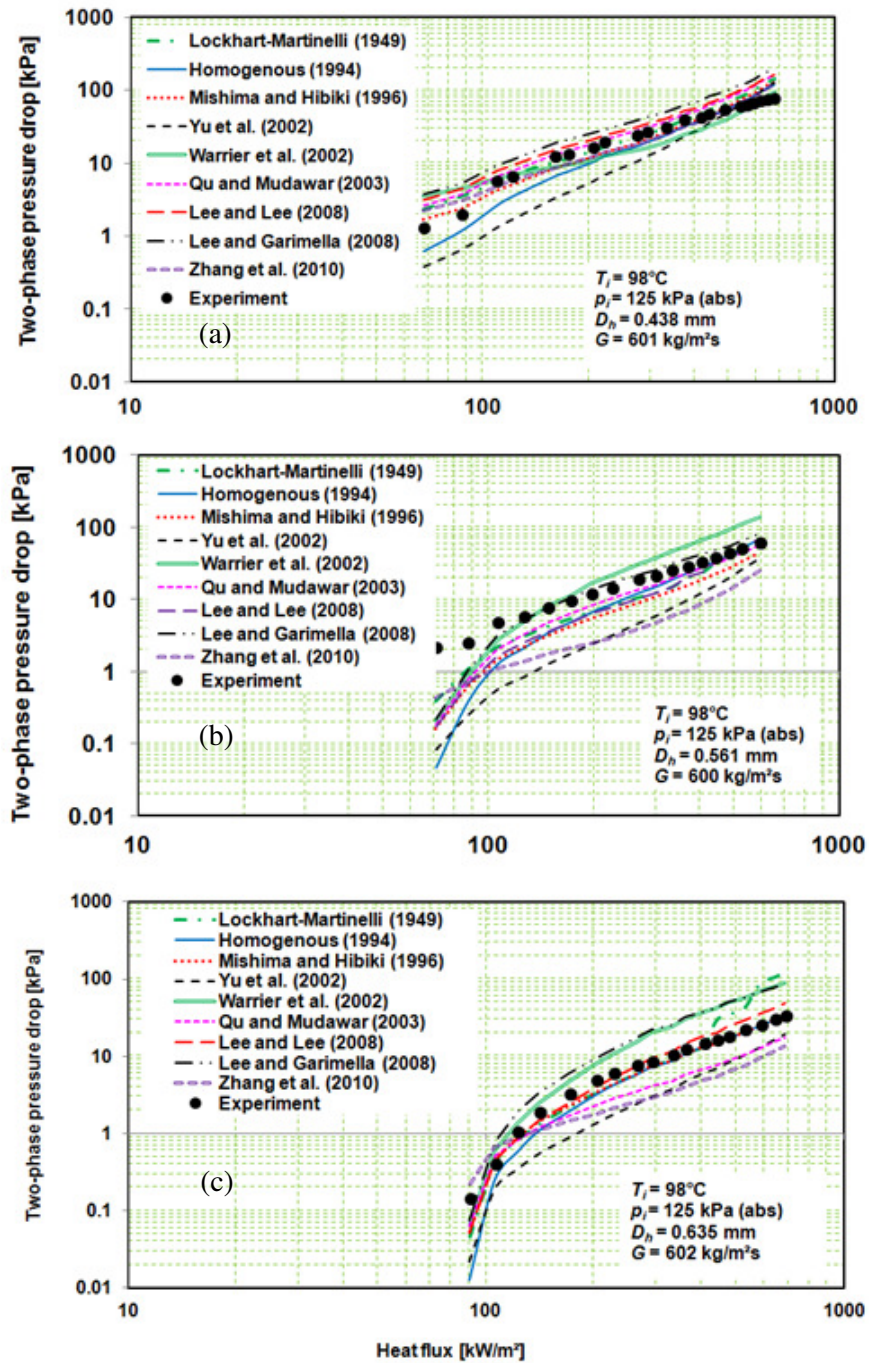 Two-phase pressure drop [kPa]
1000
100
10
1
0.1
0.01
Lockhart-Martinelli (1949)
Homogenous (1994)
Mishima and Hibiki (1996)
Yu et al. (2002)
Warrier et al. (2002)
Qu and Mudawar (2003)
Lee and Lee (2008)
Lee and Garimella (2008)
Zhang et al. (2010)
Experiment
(a)
Ti = 98°C
pi = 125 kPa (abs)
Dh = 0.438 mm
G = 601 kg/m²s
10
100
1000
Two-phase pressure drop [kPa]
1000
100
10
1
0.1
0.01
Lockhart-Martinelli (1949)
Homogenous (1994)
Mishima and Hibiki (1996)
Yu et al. (2002)
Warrier et al. (2002)
Qu and Mudawar (2003)
Lee and Lee (2008)
Lee and Garimella (2008)
Zhang et al. (2010)
Experiment
(b)
Ti = 98°C
pi = 125 kPa (abs)
Dh = 0.561 mm
G = 600 kg/m²s
10
100
1000
Two-phase pressure drop [kPa]
1000
100
10
1
0.1
0.01
Lockhart-Martinelli (1949)
Homogenous (1994)
Mishima and Hibiki (1996)
Yu et al. (2002)
Warrier et al. (2002)
Qu and Mudawar (2003)
Lee and Lee (2008)
Lee and Garimella (2008)
Zhang et al. (2010)
Experiment
(c)
Ti = 98°C
pi = 125 kPa (abs)
Dh = 0.635 mm
G = 602 kg/m²s
10
100
1000
Heat flux [kW/m²]